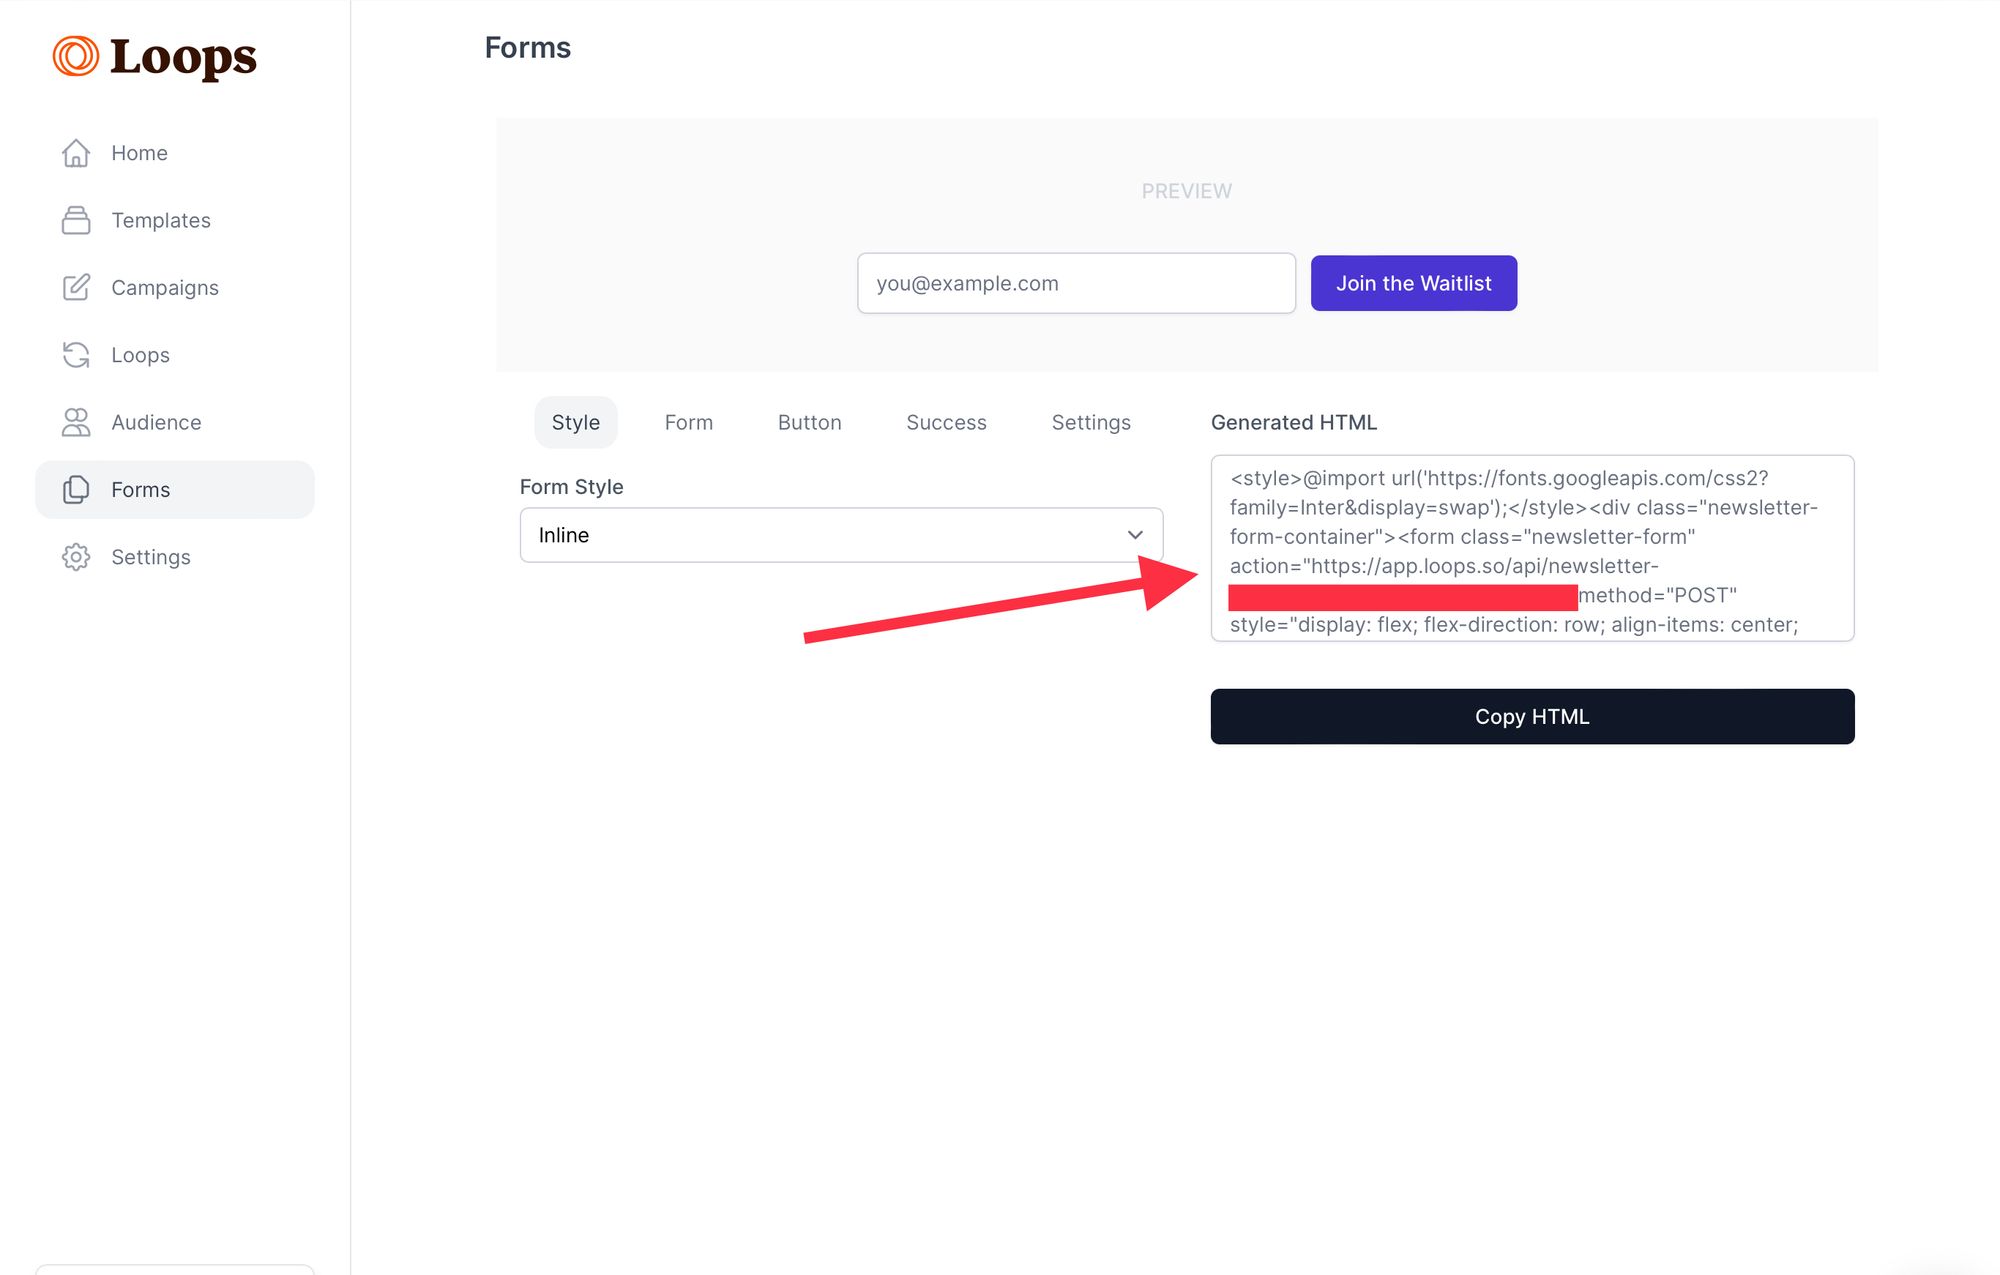 Loops
Home
Templates
Campaigns
Loops
Audience
Forms
Settings
Forms
PREVIEW
you@example.com
Join the Waitlist
Style
Form
Button
Success
Settings
Form Style
Inline
Generated HTML
<style>@import url('https://fonts.googleapis.com/css2?
family=Inter&display=swap');</style><div class="newsletter-
form-container"><form class="newsletter-form"
action="https://app.loops.so/api/newsletter-
method="POST"
style="display: flex; flex-direction: row; align-items: center;
Copy HTML